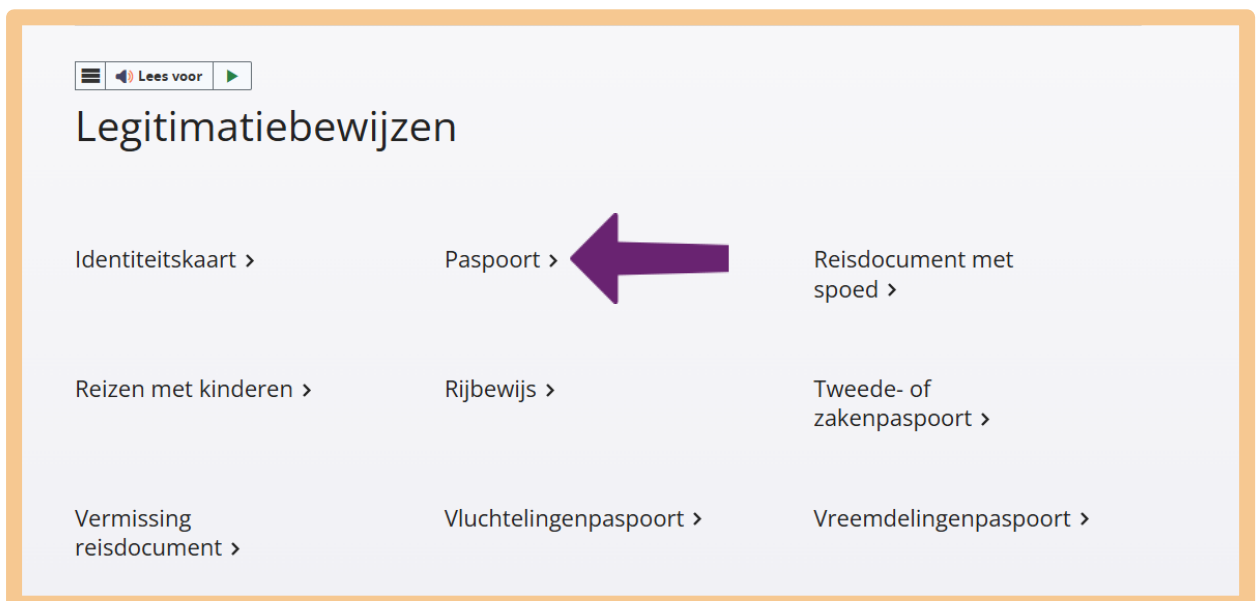 Lees voor
Legitimatiebewijzen
Identiteitskaart
Paspoort
Reisdocument met
spoed
Reizen met kinderen
Rijbewijs
Tweede- of
zakenpaspoort
Vermissing
reisdocument
Vluchtelingenpaspoort
Vreemdelingenpaspoort